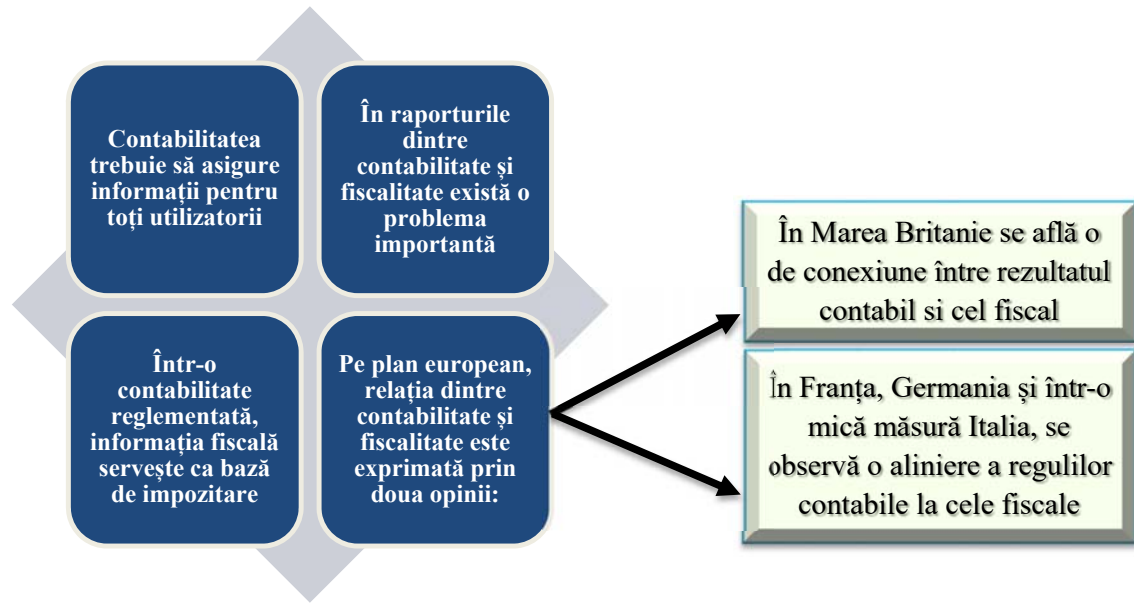 Contabilitatea
trebuie să asigure
informații pentru
toți utilizatorii
În raporturile
dintre
contabilitate și
fiscalitate există o
problema
importantă
Într-o
contabilitate
reglementată,
informația fiscală
servește ca bază
de impozitare
Pe plan european,
relația dintre
contabilitate și
fiscalitate este
exprimată prin
doua opinii:
În Marea Britanie se află o
de conexiune între rezultatul
contabil si cel fiscal
În Franța, Germania și într-o
mică măsură Italia, se
observă o aliniere a regulilor
contabile la cele fiscale